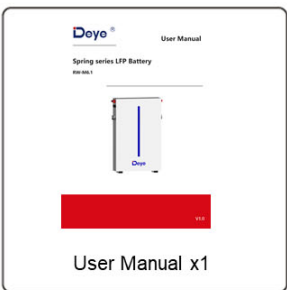 Deye ®
User Manual
Spring series LFP Battery
RW-M6.1
Deye
V1.0
User Manual x1